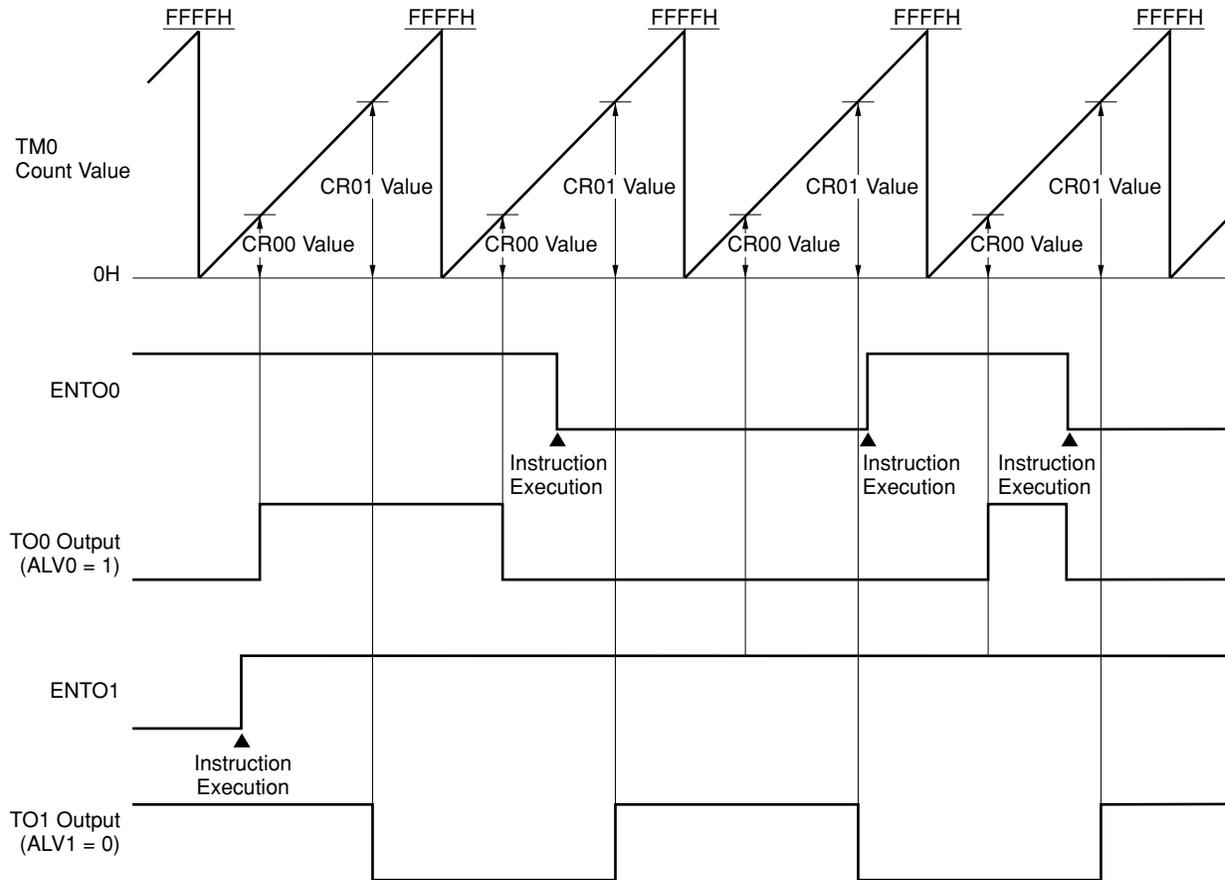 FFFFH
FFFFH
FFFFH
FFFFH
FFFFH
TM0
Count Value
CR01 Value
CR01 Value
CR01 Value
CR01 Value
CR00 Value
CR00 Value
CR00 Value
CR00 Value
0H
ENTO0
Instruction
Execution
Instruction
Execution
Instruction
Execution
TO0 Output
(ALV0 = 1)
ENTO1
Instruction
Execution
TO1 Output
(ALV1 = 0)